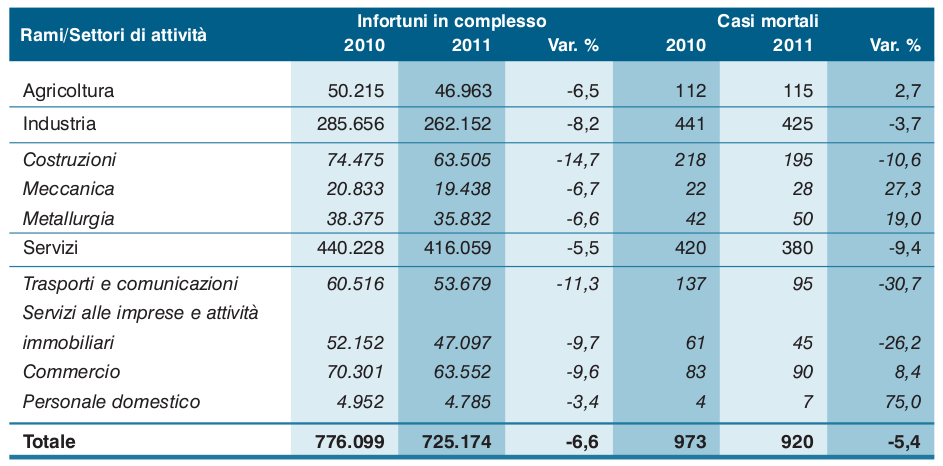 Rami/Settori di attività Infortuni in complesso Casi mortali
2010 2011 Var. % 2010 2011 Var. %
Agricoltura 50.215 46.963 -6,5 112 115 2,7
Industria 285.656 262.152 -8,2 441 425 -3,7
Costruzioni 74.475 63.505 -14,7 218 195 -10,6
Meccanica 20.833 19.438 -6,7 22 28 27,3
Metallurgia 38.375 35.832 -6,6 42 50 19,0
Servizi 440.228 416.059 -5,5 420 380 -9,4
Trasporti e comunicazioni 60.516 53.679 -11,3 137 95 -30,7
Servizi alle imprese e attività
immobiliari 52.152 47.097 -9,7 61 45 -26,2
Commercio 70.301 63.552 -9,6 83 90 8,4
Personale domestico 4.952 4.785 -3,4 4 7 75,0
Totale 776.099 725.174 -6,6 973 920 -5,4